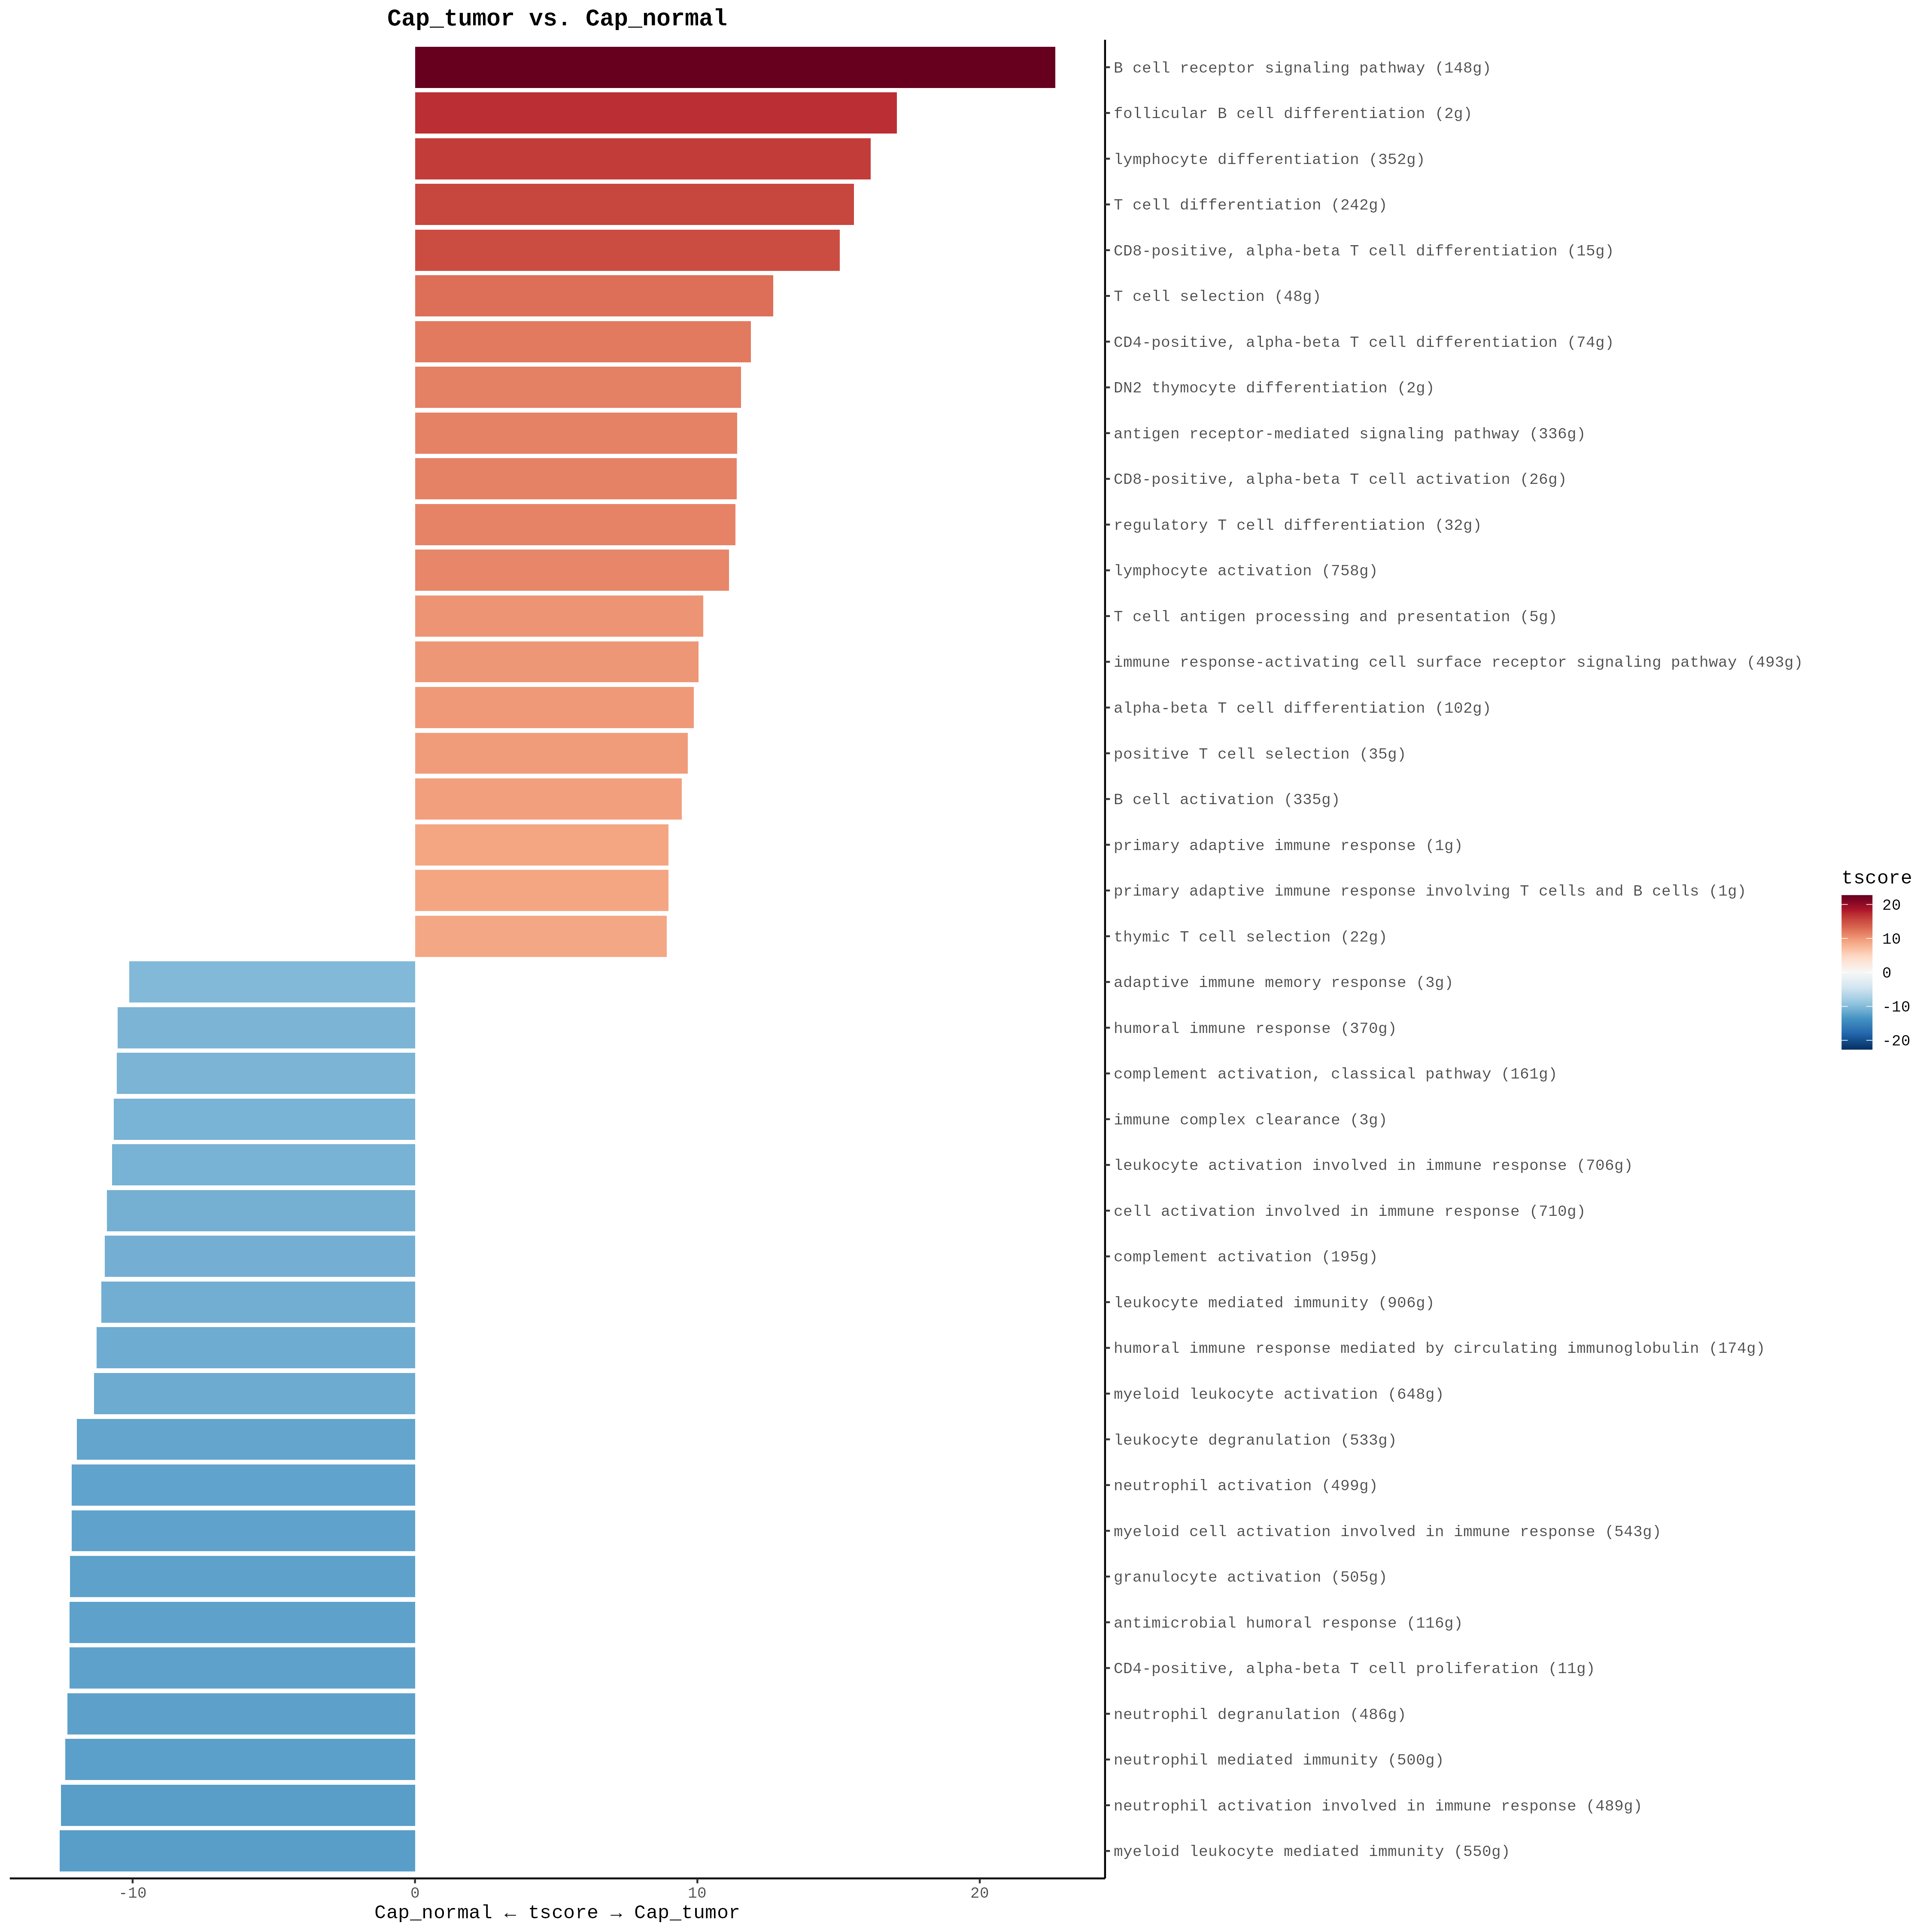 Cap_tumor vs. Cap_normal
B cell receptor signaling pathway (148g)
follicular B cell differentiation (2g)
lymphocyte differentiation (352g)
T cell differentiation (242g)
CD8-positive, alpha-beta T cell differentiation (15g)
T cell selection (48g)
CD4-positive, alpha-beta T cell differentiation (74g)
DN2 thymocyte differentiation (2g)
antigen receptor-mediated signaling pathway (336g)
CD8-positive, alpha-beta T cell activation (26g)
regulatory T cell differentiation (32g)
lymphocyte activation (758g)
T cell antigen processing and presentation (5g)
immune response-activating cell surface receptor signaling pathway (493g)
alpha-beta T cell differentiation (102g)
positive T cell selection (35g)
B cell activation (335g)
primary adaptive immune response (1g)
primary adaptive immune response involving T cells and B cells (1g)
thymic T cell selection (22g)
adaptive immune memory response (3g)
humoral immune response (370g)
complement activation, classical pathway (161g)
immune complex clearance (3g)
leukocyte activation involved in immune response (706g)
cell activation involved in immune response (710g)
complement activation (195g)
leukocyte mediated immunity (906g)
humoral immune response mediated by circulating immunoglobulin (174g)
myeloid leukocyte activation (648g)
leukocyte degranulation (533g)
neutrophil activation (499g)
myeloid cell activation involved in immune response (543g)
granulocyte activation (505g)
antimicrobial humoral response (116g)
CD4-positive, alpha-beta T cell proliferation (11g)
neutrophil degranulation (486g)
neutrophil mediated immunity (500g)
neutrophil activation involved in immune response (489g)
myeloid leukocyte mediated immunity (550g)
-10 0 10 20
Cap_normal ← tscore → Cap_tumor
tscore
20
10
0
-10
-20